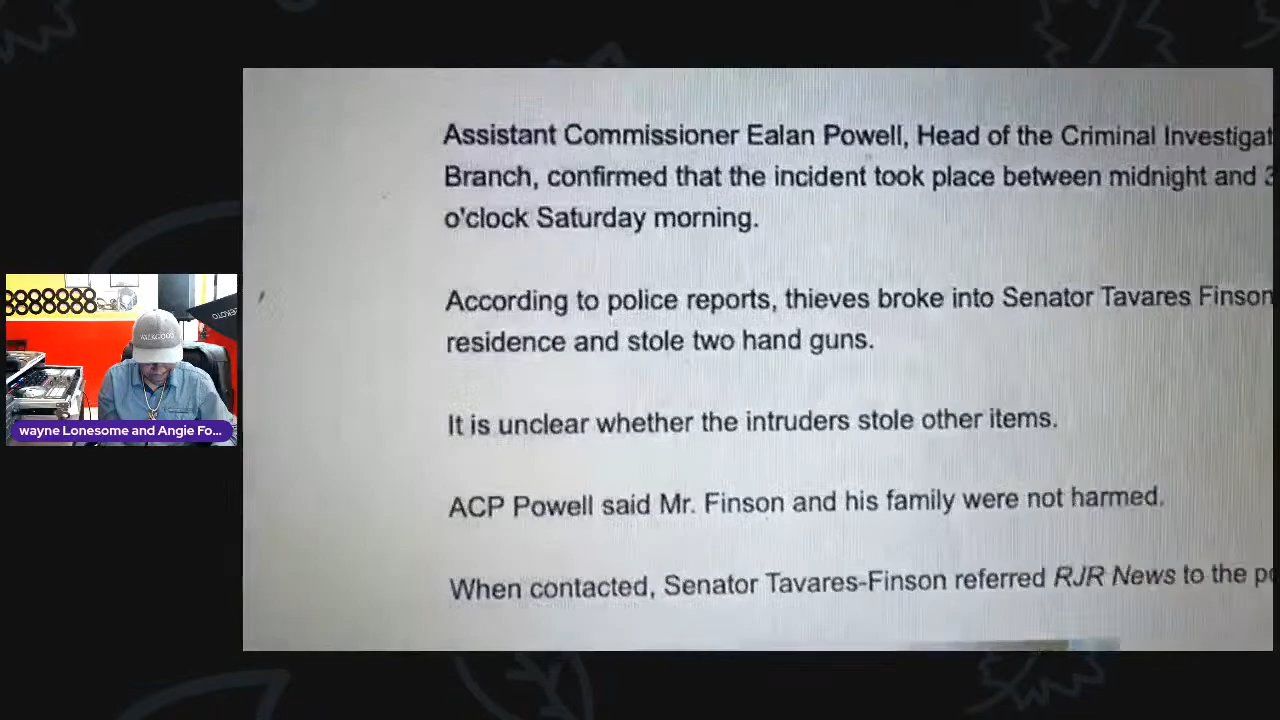 Assistant Commissioner Ealan Powell, Head of the Criminal Investigat
Branch, confirmed that the incident took place between midnight and 3
o'clock Saturday morning.
According to police reports, thieves broke into Senator Tavares Finson
residence and stole two hand guns.
It is unclear whether the intruders stole other items.
ACP Powell said Mr. Finson and his family were not harmed.
When contacted, Senator Tavares-Finson referred RJR News to the p
wayne Lonesome and Angie Fo...